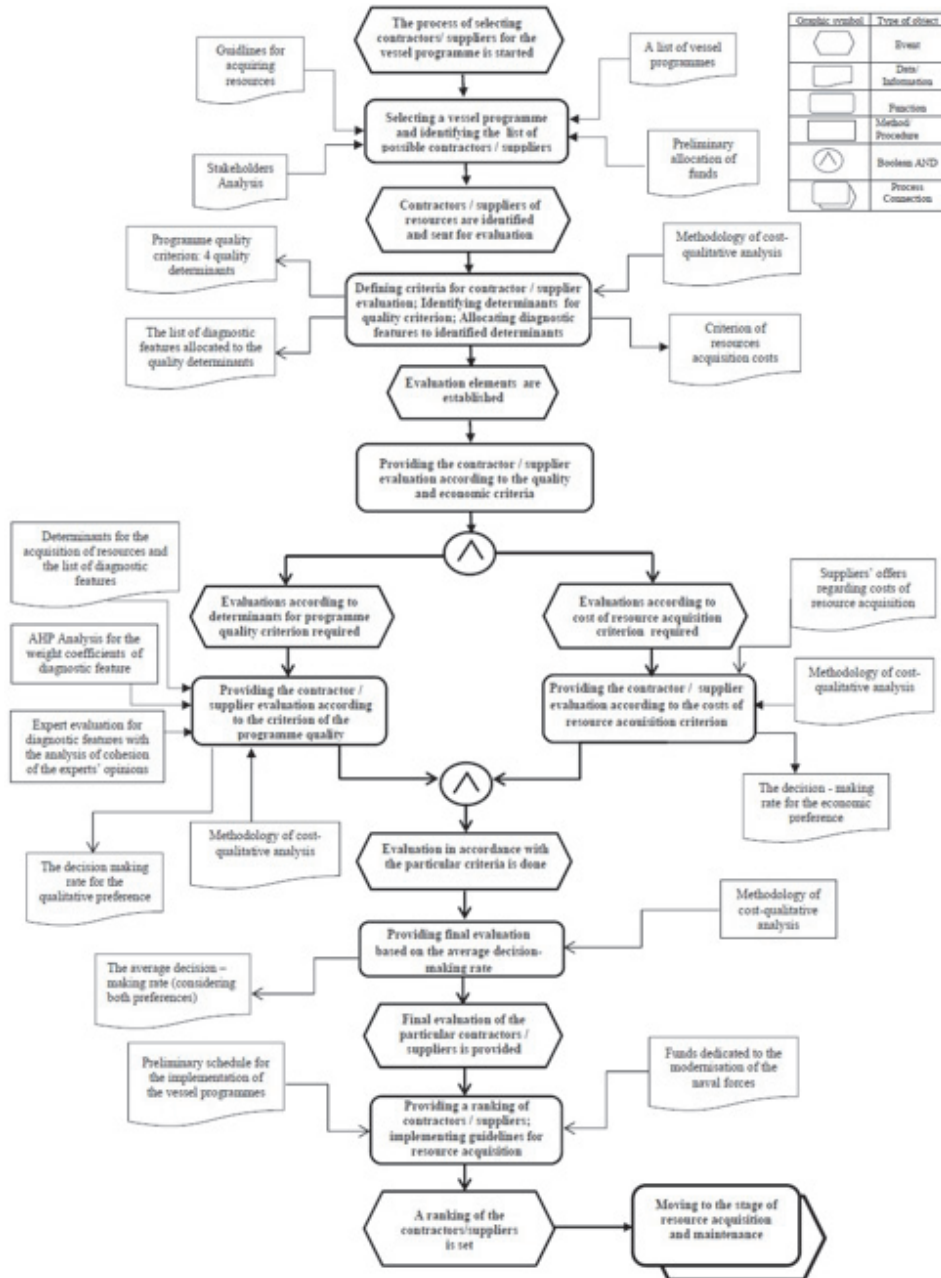 The process of selecting
contractors/ suppliers for the
vessel programme is started
Graphic symbol Type of object
Event
Data/
Information
Function
Method/
Procedure
Boolean AND
Process
Connection
Guidlines for
acquiring
resources
A list of vessel
programmes
Selecting a vessel programme
and identifying the list of
possible contractors / suppliers
Stakeholders
Analysis
Preliminary
allocation of
funds
Contractors / suppliers of
resources are identified
and sent for evaluation
Programme quality
criterion: 4 quality
determinants
Methodology of cost-
qualitative analysis
Defining criteria for contractor / supplier
evaluation; Identifying determinants for
quality criterion; Allocating diagnostic
features to identified determinants
The list of diagnostic
features allocated to the
quality determinants
Criterion of
resources
acquisition costs
Evaluation elements are
established
Providing the contractor / supplier
evaluation according to the quality
and economic criteria
Determinants for the
acquisition of resources and
the list of diagnostic
features
Suppliers' offers
regarding costs of
resource acquisition
Evaluations according to
determinants for programme
quality criterion required
Evaluations according to
cost of resource acquisition
criterion required
AHP Analysis for the
weight coefficients of
diagnostic feature
Methodology of cost-
qualitative analysis
Providing the contractor /
supplier evaluation according
to the criterion of the
programme quality
Providing the contractor / supplier
evaluation according to the costs
of resource acquisition criterion
Expert evaluation for
diagnostic features with
the analysis of cohesion
of the experts' opinions
The decision - making
rate for the economic
preference
Methodology of cost-
qualitative analysis
The decision making
rate for the
qualitative preference
Evaluation in accordance with
the particular criteria is done
Methodology of
cost-qualitative
analysis
Providing final evaluation
based on the average decision-
making rate
The average decision –
making rate (considering
both preferences)
Final evaluation of the
particular contractors /
suppliers is provided
Preliminary schedule for
the implementation of
the vessel programmes
Funds dedicated to the
modernisation of the
naval forces
Providing a ranking of
contractors / suppliers;
implementing guidelines for
resource acquisition
A ranking of the
contractors/suppliers
is set
Moving to the stage of
resource acquisition
and maintenance